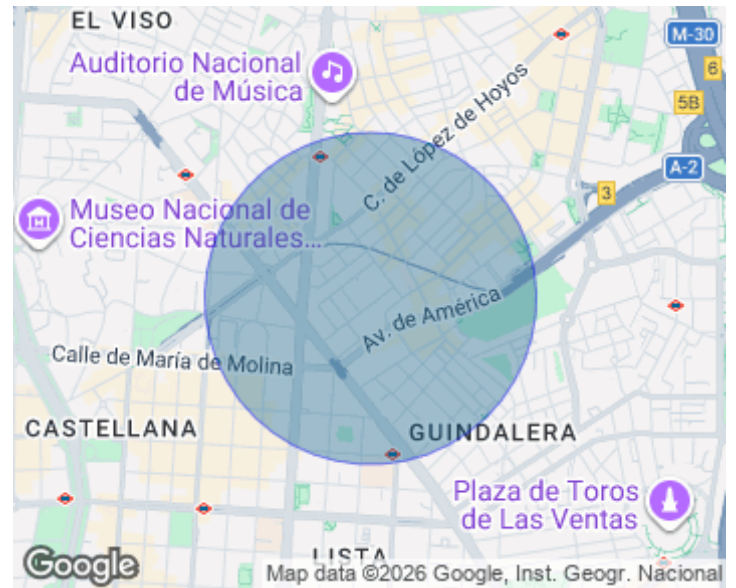 EL VISO
Auditorio Nacional
de Música
M-30
6
5B
C. de López de Hoyos
A-2
3
Museo Nacional de
Ciencias Naturales...
Av. de América
Calle de María de Molina
CASTELLANA
GUINDALERA
Plaza de Toros
de Las Ventas
LISTA
Google
Map data ©2026 Google, Inst. Geogr. Nacional